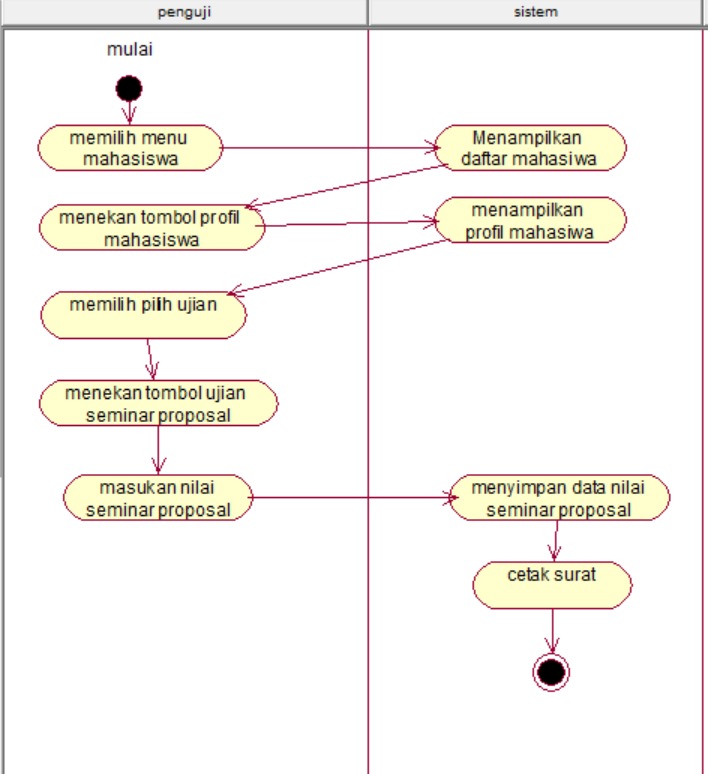 penguji
sistem
mulai
memilih menu
mahasiswa
Menampilkan
daftar mahasiwa
menekan tombol profil
mahasiswa
menampilkan
profil mahasiwa
memilih pilih ujian
menekan tombol ujian
seminar proposal
masukan nilai
seminar proposal
menyimpan data nilai
seminar proposal
cetak surat